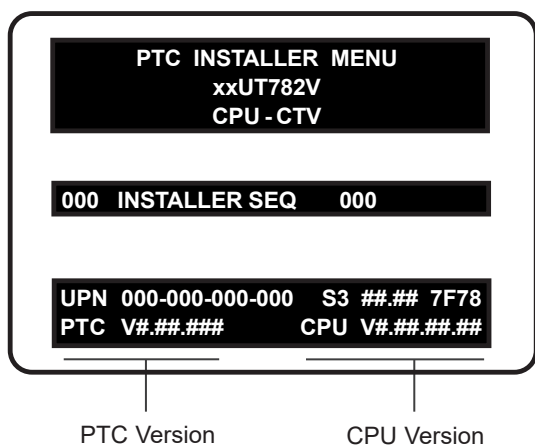 PTC INSTALLER MENU
xxUT782V
CPU - CTV
000 INSTALLER SEQ 000
UPN 000-000-000-000 S3 ##.## 7F78
PTC V#.##.### CPU V#.##.##.##
PTC Version CPU Version